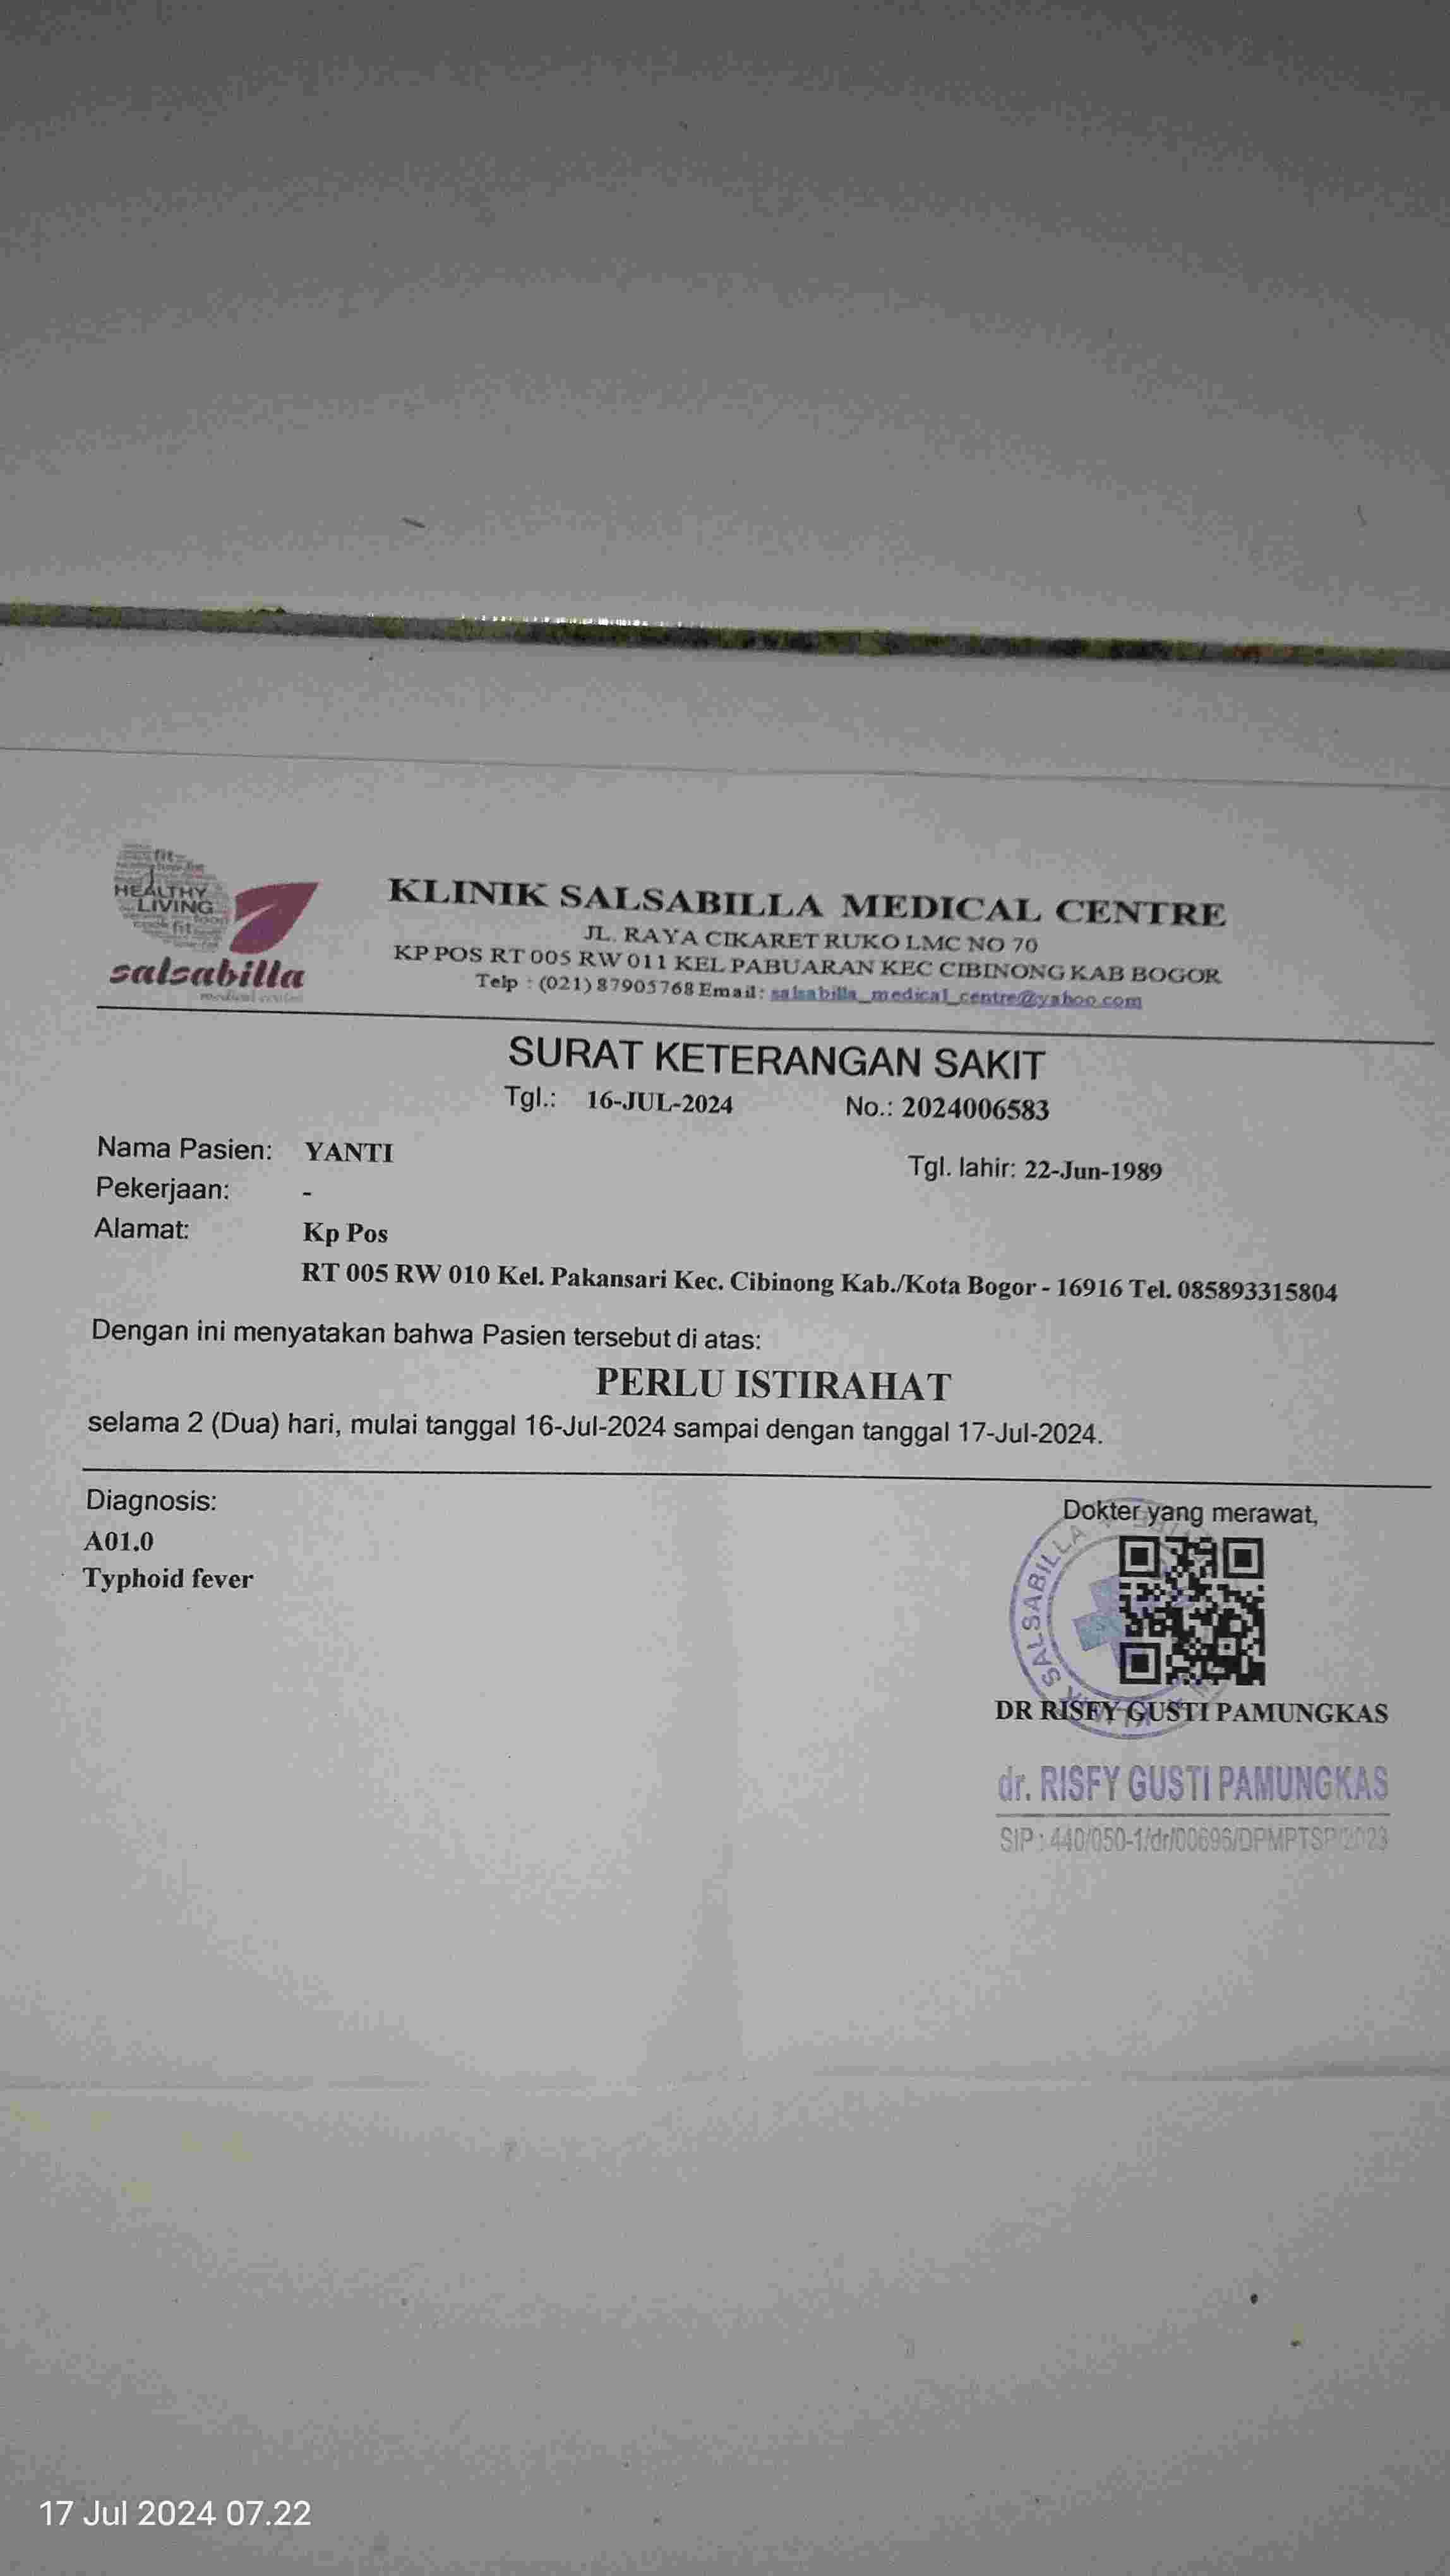 fit
HEALTHY
LIVING
salsabilla
medical centre
KLINIK SALSABILLA MEDICAL CENTRE
JL. RAYA CIKARET RUKO LMC NO 70
KP POS RT 005 RW 011 KEL PABUARAN KEC CIBINONG KAB BOGOR
Telp : (021) 87905768 Email: salsabilla_medical_centre@yahoo.com
SURAT KETERANGAN SAKIT
Tgl.: 16-JUL-2024 No.: 2024006583
Nama Pasien: YANTI Tgl. lahir: 22-Jun-1989
Pekerjaan: -
Alamat: Kp Pos
RT 005 RW 010 Kel. Pakansari Kec. Cibinong Kab./Kota Bogor - 16916 Tel. 085893315804
Dengan ini menyatakan bahwa Pasien tersebut di atas:
PERLU ISTIRAHAT
selama 2 (Dua) hari, mulai tanggal 16-Jul-2024 sampai dengan tanggal 17-Jul-2024.
Diagnosis:
A01.0
Typhoid fever
Dokter yang merawat,
SALSABILLA
DR RISFY GUSTI PAMUNGKAS
dr. RISFY GUSTI PAMUNGKAS
SIP : 440/050-1/dr/00696/DPMPTSP/2023
17 Jul 2024 07.22